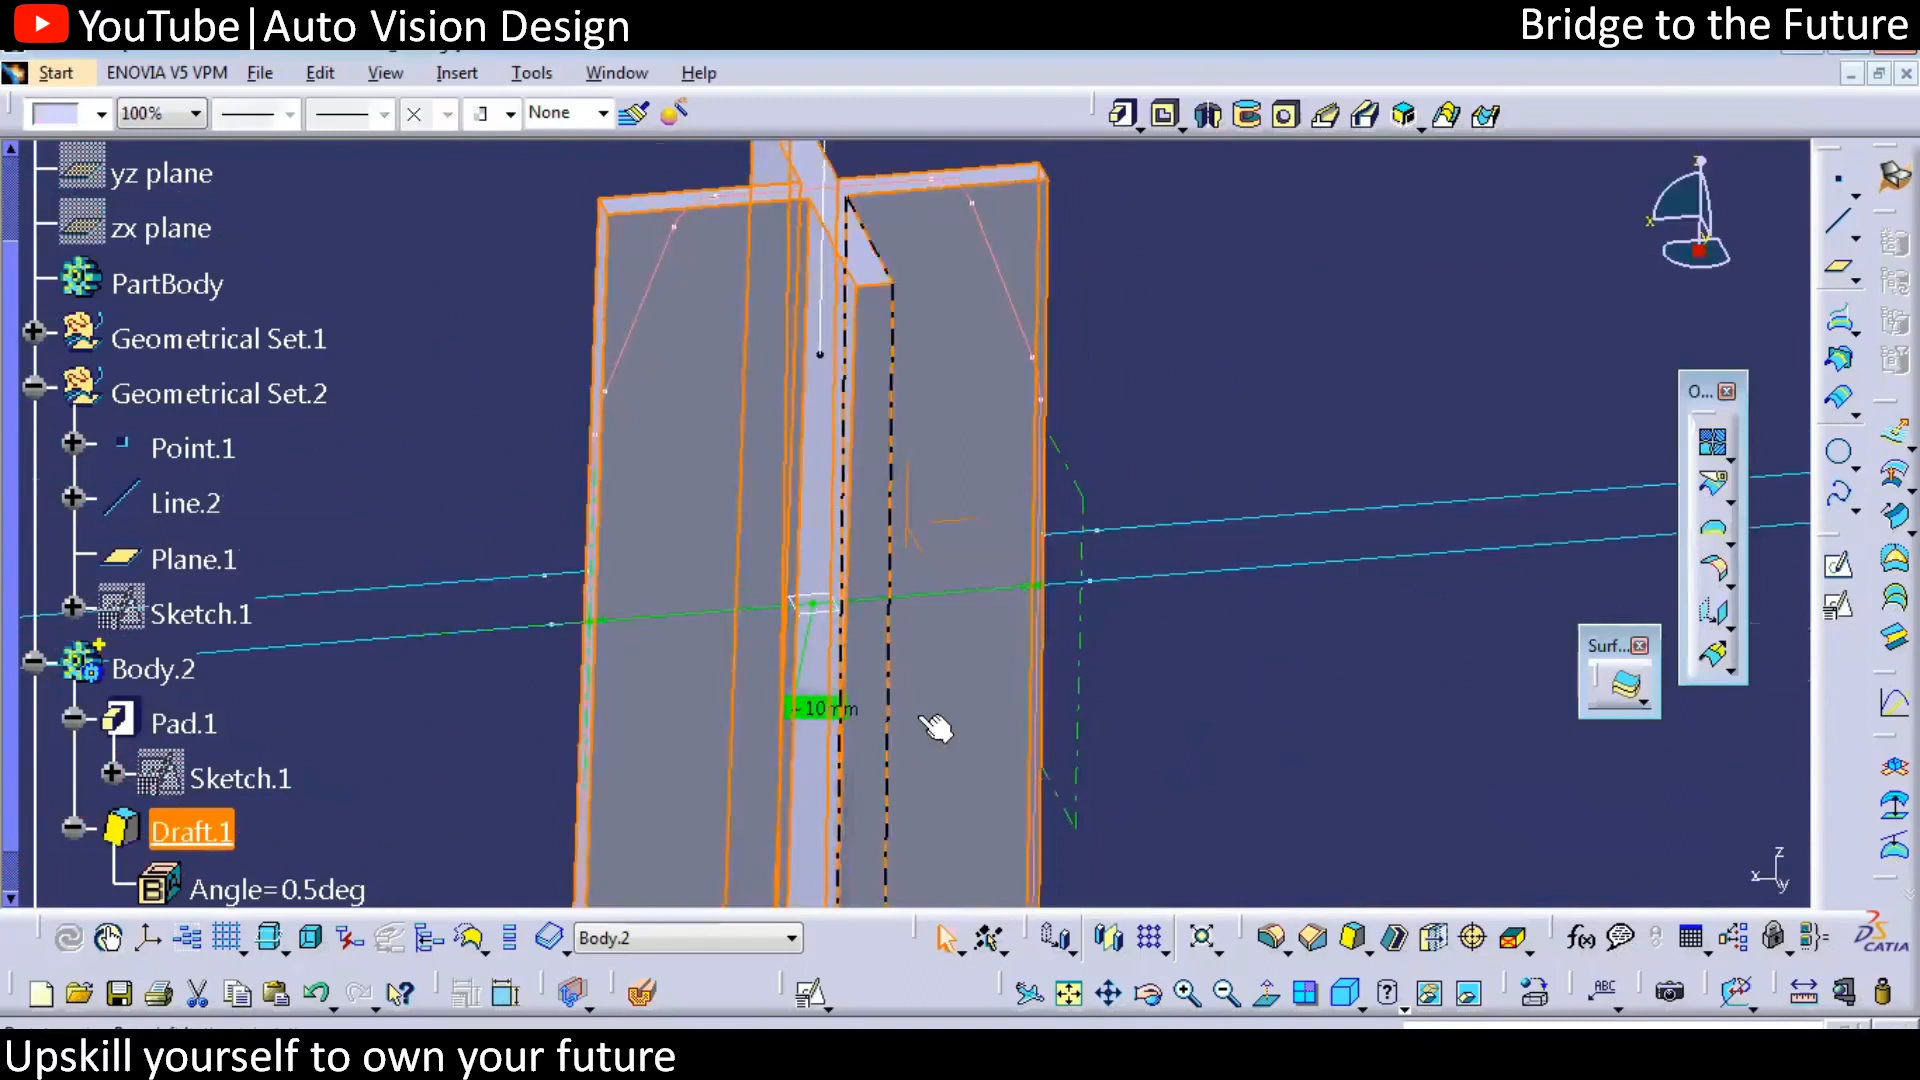 YouTube|Auto Vision Design
Bridge to the Future
Start ENOVIA V5 VPM File Edit View Insert Tools Window Help
100%
None
yz plane
zx plane
PartBody
Geometrical Set.1
Geometrical Set.2
Point.1
Line.2
Plane.1
Sketch.1
Body.2
Pad.1
Sketch.1
Draft.1
Angle=0.5deg
10mm
x
z
O...
Surf...
z
x
y
Body.2
f(x)
CATIA
ABC
Upskill yourself to own your future